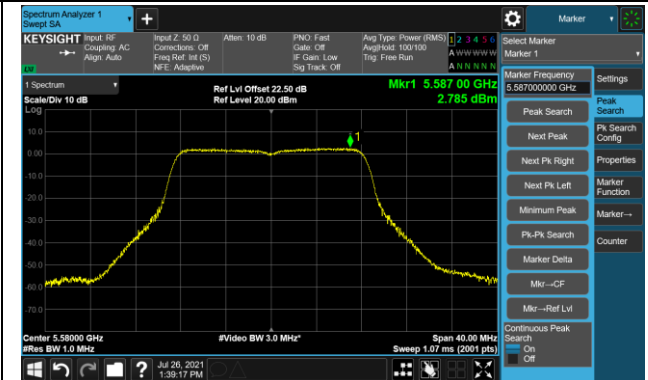 Spectrum Analyzer 1
Swept SA
Marker
KEYSIGHT Input: RF
Coupling: AC
Align: Auto
Input Z: 50 Ω
Corrections: Off
Freq Ref: Int (S)
NFE: Adaptive
Atten: 10 dB
PNO: Fast
Gate: Off
IF Gain: Low
Sig Track: Off
Avg Type: Power (RMS)
Avg|Hold: 100/100
Trig: Free Run
1 2 3 4 5 6
A W W W W W
A N N N N N
Select Marker
Marker 1
1 Spectrum
Scale/Div 10 dB
Log
Ref Lvl Offset 22.50 dB
Ref Level 20.00 dBm
Mkr1 5.587 00 GHz
2.785 dBm
10.0
0.00
-10.0
-20.0
-30.0
-40.0
-50.0
-60.0
-70.0
1
Center 5.58000 GHz
#Res BW 1.0 MHz
#Video BW 3.0 MHz*
Span 40.00 MHz
Sweep 1.07 ms (2001 pts)
Marker Frequency
5.587000000 GHz
Peak Search
Next Peak
Next Pk Right
Next Pk Left
Minimum Peak
Pk-Pk Search
Marker Delta
Mkr→CF
Mkr→Ref Lvl
Continuous Peak
Search
On
Off
Settings
Peak
Search
Pk Search
Config
Properties
Marker
Function
Marker→
Counter
Jul 26, 2021
1:39:17 PM